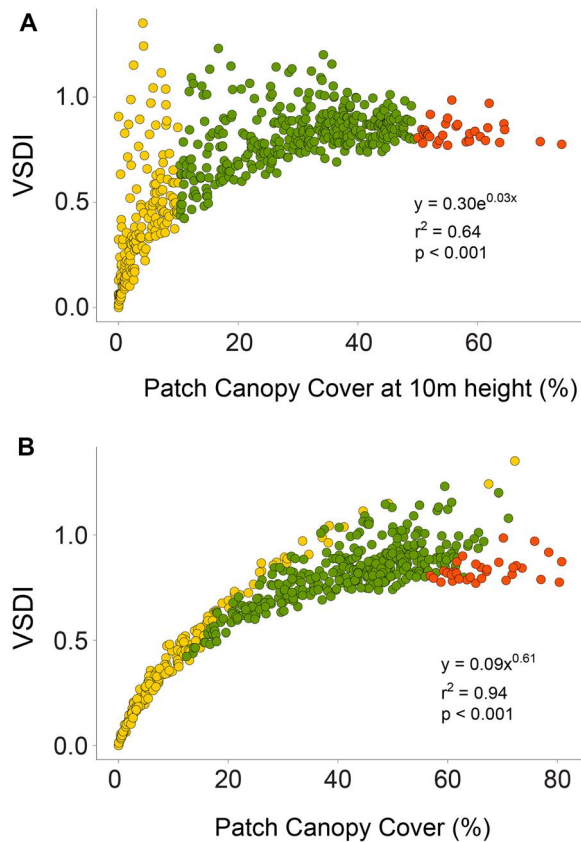 A
VSDI
1.0
0.5
0.0
y = 0.30e^0.03x
r² = 0.64
p < 0.001
0 20 40 60
Patch Canopy Cover at 10m height (%)
B
VSDI
1.0
0.5
0.0
y = 0.09x^0.61
r² = 0.94
p < 0.001
0 20 40 60 80
Patch Canopy Cover (%)